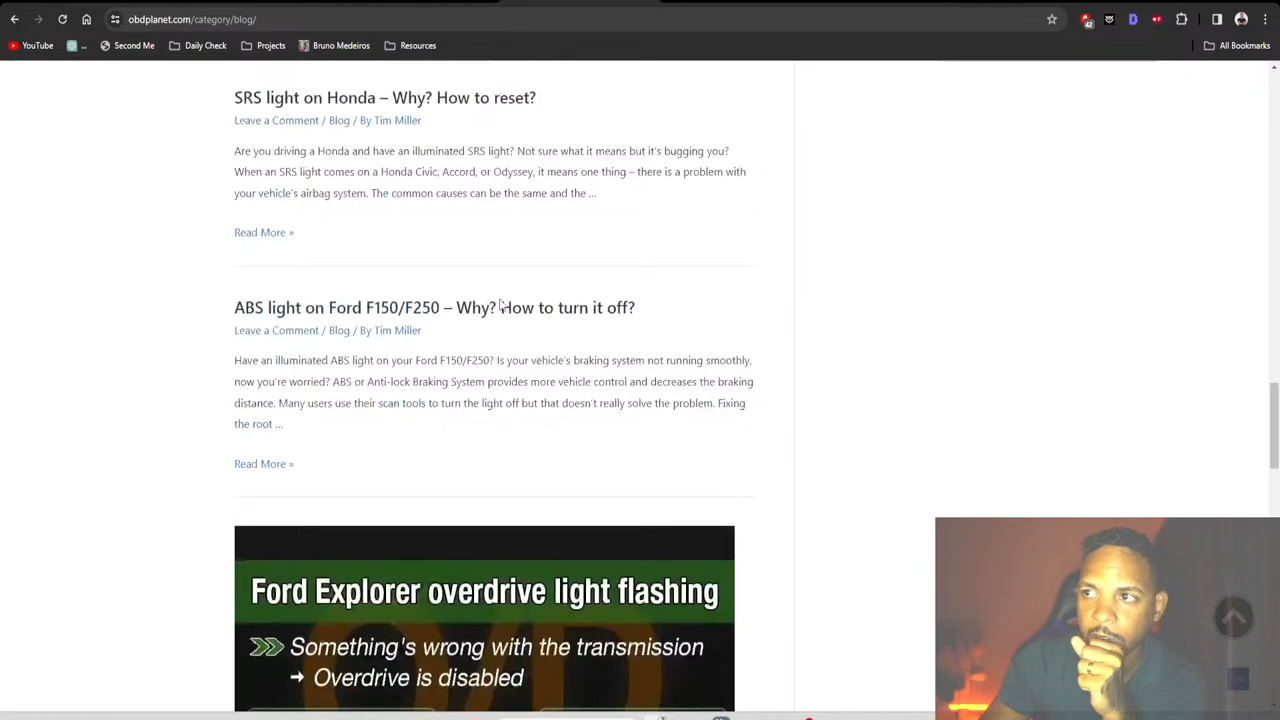 obdplanet.com/category/blog/
42
D
YouTube
...
Second Me
Daily Check
Projects
Bruno Medeiros
Resources
All Bookmarks
SRS light on Honda – Why? How to reset?
Leave a Comment / Blog / By Tim Miller
Are you driving a Honda and have an illuminated SRS light? Not sure what it means but it's bugging you?
When an SRS light comes on a Honda Civic, Accord, or Odyssey, it means one thing – there is a problem with
your vehicle's airbag system. The common causes can be the same and the ...
Read More »
ABS light on Ford F150/F250 – Why? How to turn it off?
Leave a Comment / Blog / By Tim Miller
Have an illuminated ABS light on your Ford F150/F250? Is your vehicle's braking system not running smoothly,
now you're worried? ABS or Anti-lock Braking System provides more vehicle control and decreases the braking
distance. Many users use their scan tools to turn the light off but that doesn't really solve the problem. Fixing
the root ...
Read More »
Ford Explorer overdrive light flashing
Something's wrong with the transmission
→ Overdrive is disabled